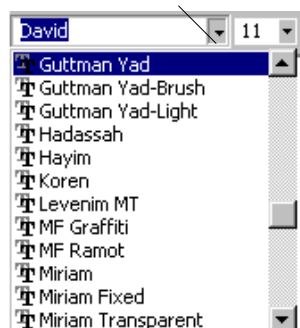 David 11
Guttman Yad
Guttman Yad-Brush
Guttman Yad-Light
Hadassah
Hayim
Koren
Levenim MT
MF Graffiti
MF Ramot
Miriam
Miriam Fixed
Miriam Transparent